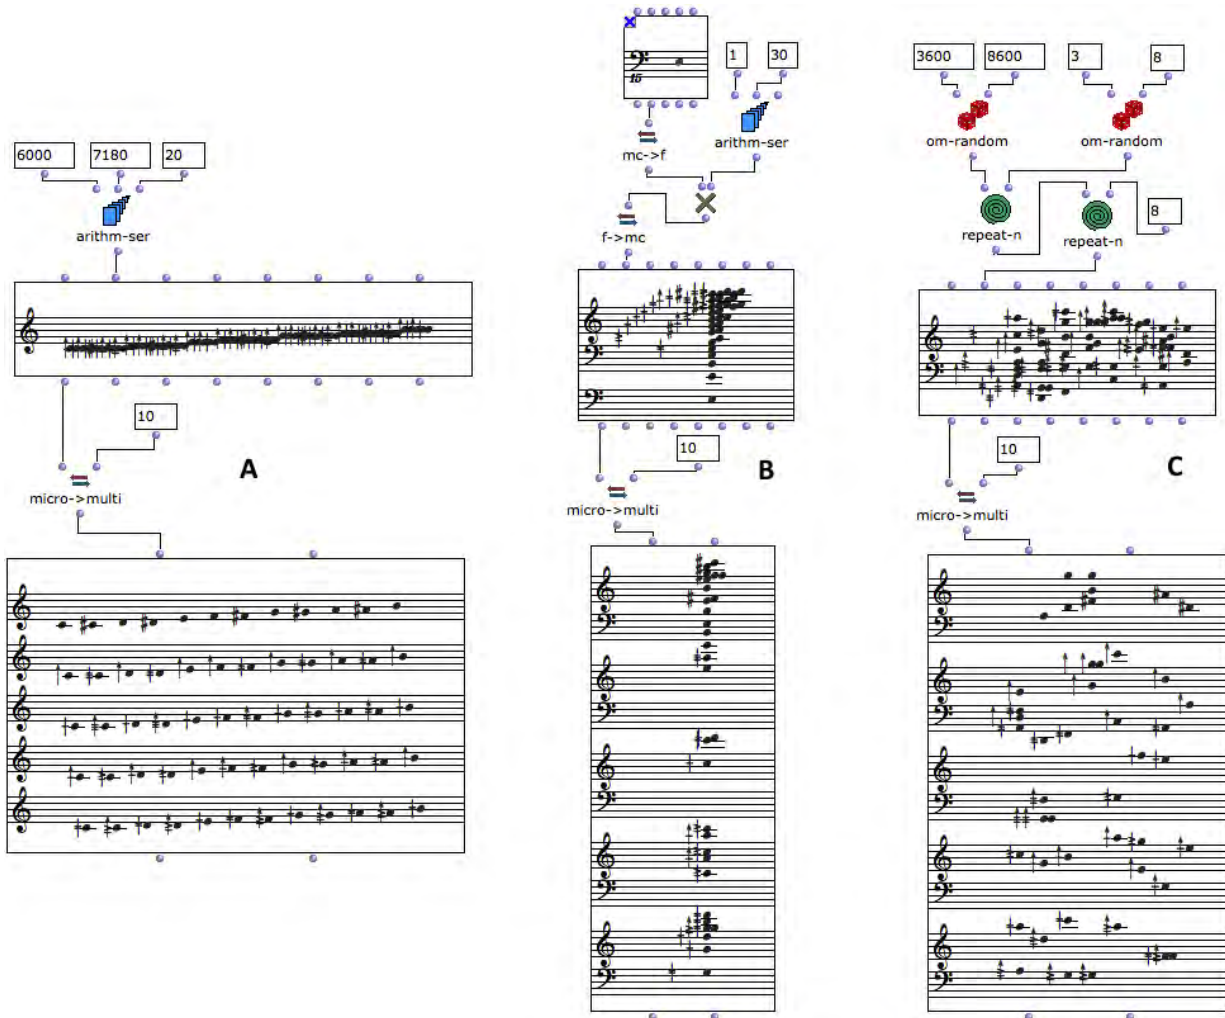 6000 7180 20
arithm-ser
10
micro->multi
A
15
1 30
mc->f
arithm-ser
f->mc
10
micro->multi
B
3600 8600 3 8
om-random om-random
8
repeat-n repeat-n
10
micro->multi
C